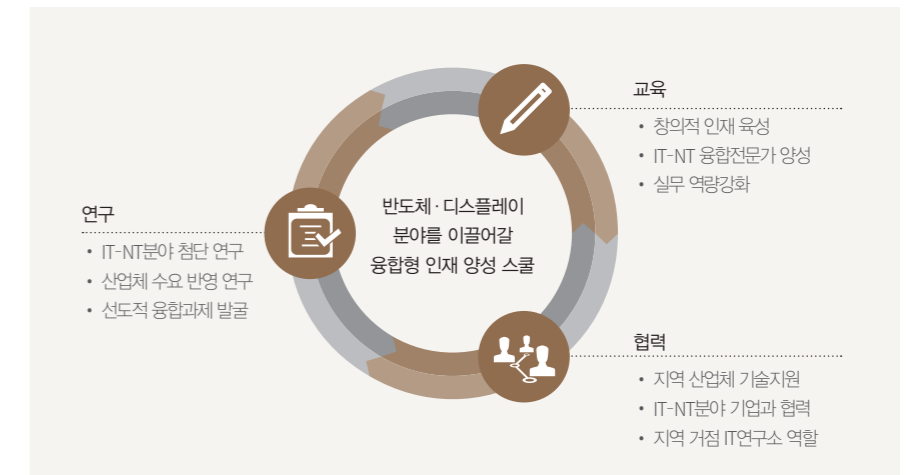 교육
• 창의적 인재 육성
• IT-NT 융합전문가 양성
• 실무 역량강화
반도체·디스플레이
분야를 이끌어갈
융합형 인재 양성 스쿨
연구
• IT-NT분야 첨단 연구
• 산업체 수요 반영 연구
• 선도적 융합과제 발굴
협력
• 지역 산업체 기술지원
• IT-NT분야 기업과 협력
• 지역 거점 IT연구소 역할